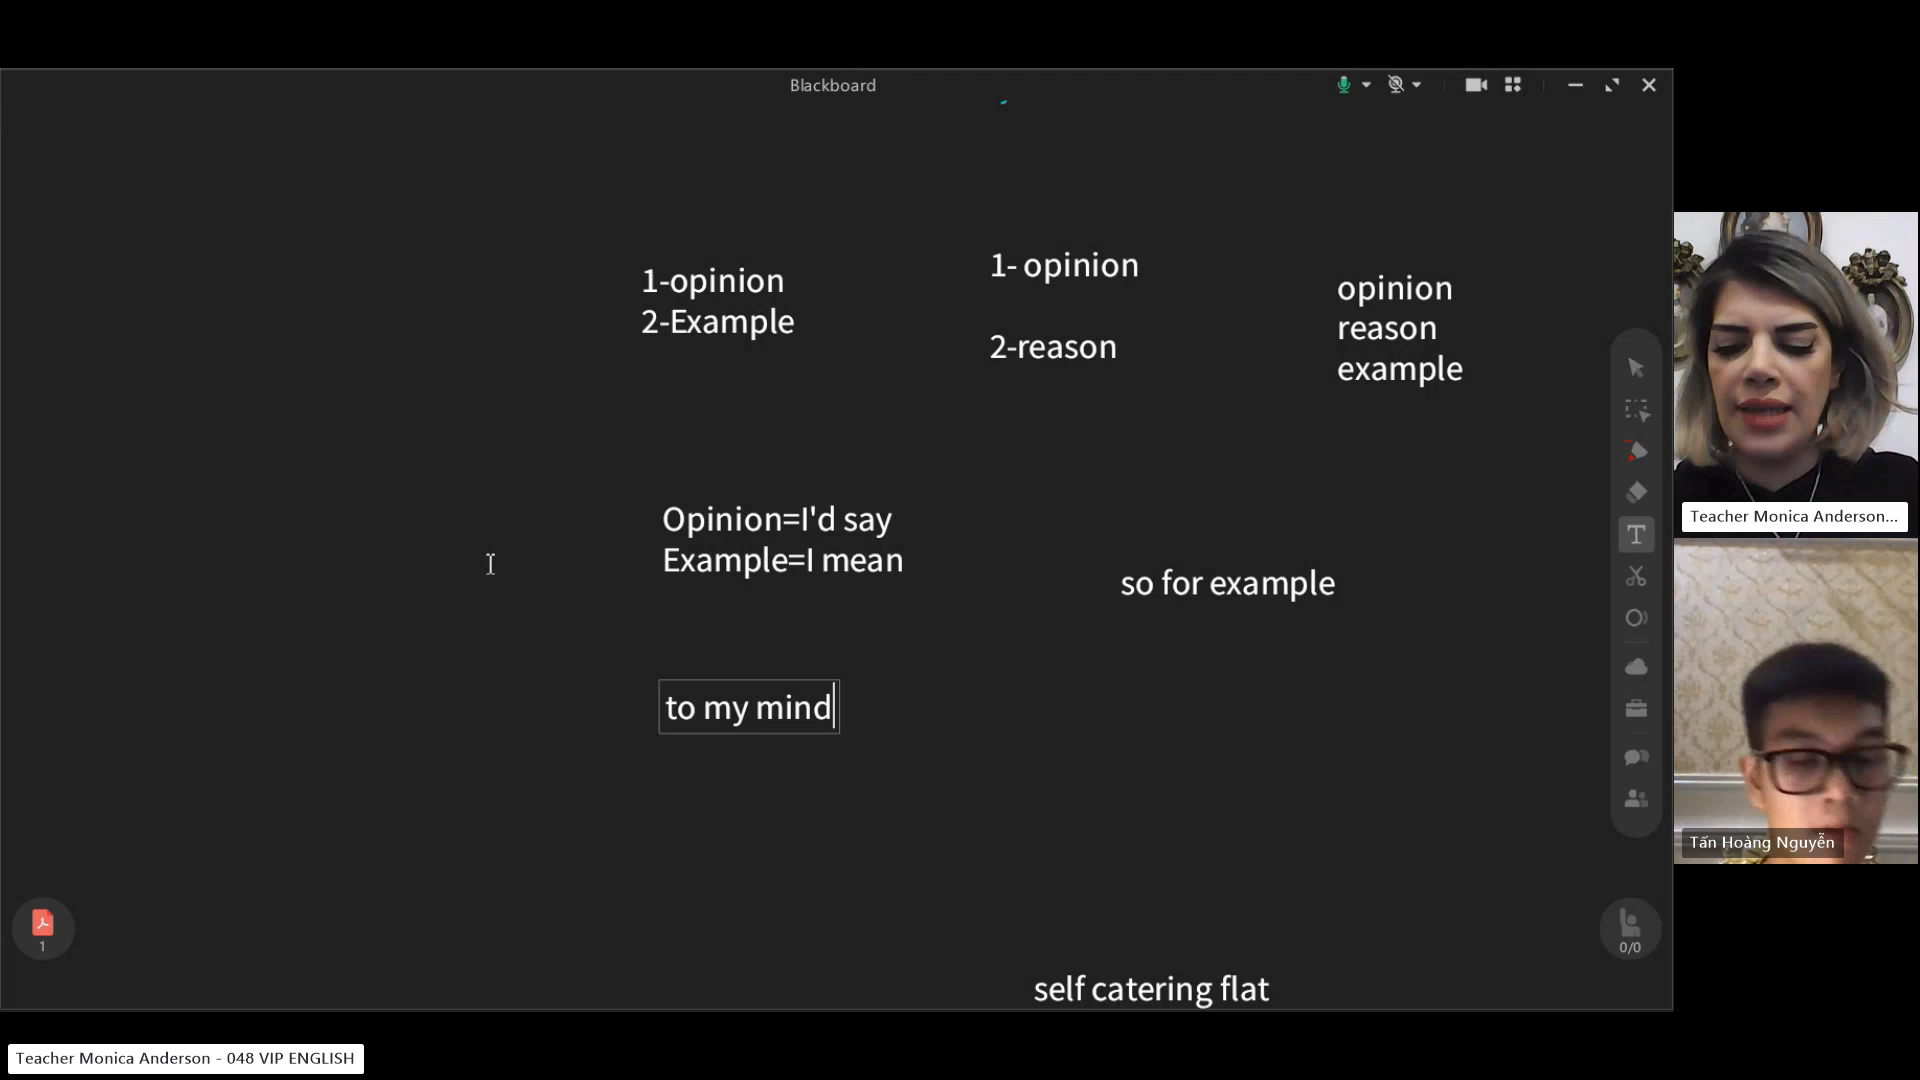 Blackboard
1-opinion
2-Example
1- opinion
2-reason
opinion
reason
example
Opinion=I'd say
Example=I mean
so for example
to my mind
self catering flat
1
0/0
Teacher Monica Anderson...
Tấn Hoàng Nguyễn
Teacher Monica Anderson - 048 VIP ENGLISH